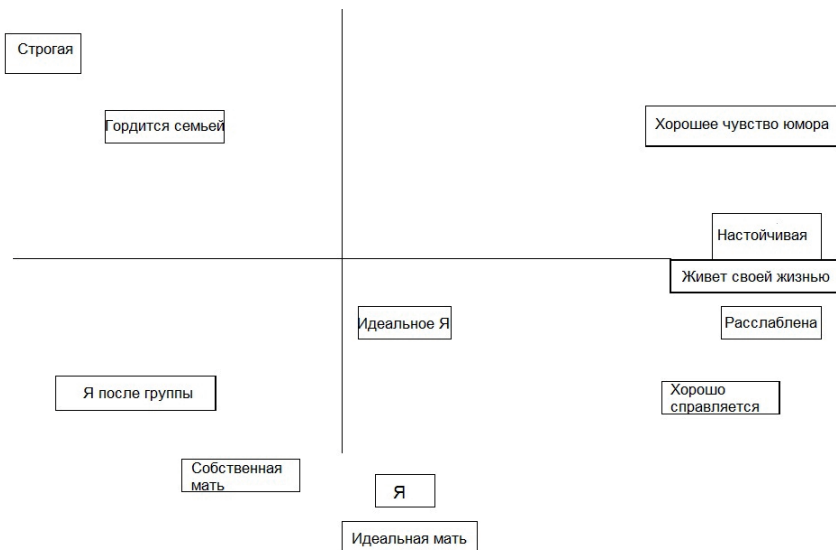 Строгая
Гордится семьей
Хорошее чувство юмора
Настойчивая
Живет своей жизнью
Идеальное Я
Расслаблена
Я после группы
Хорошо
справляется
Собственная
мать
Я
Идеальная мать